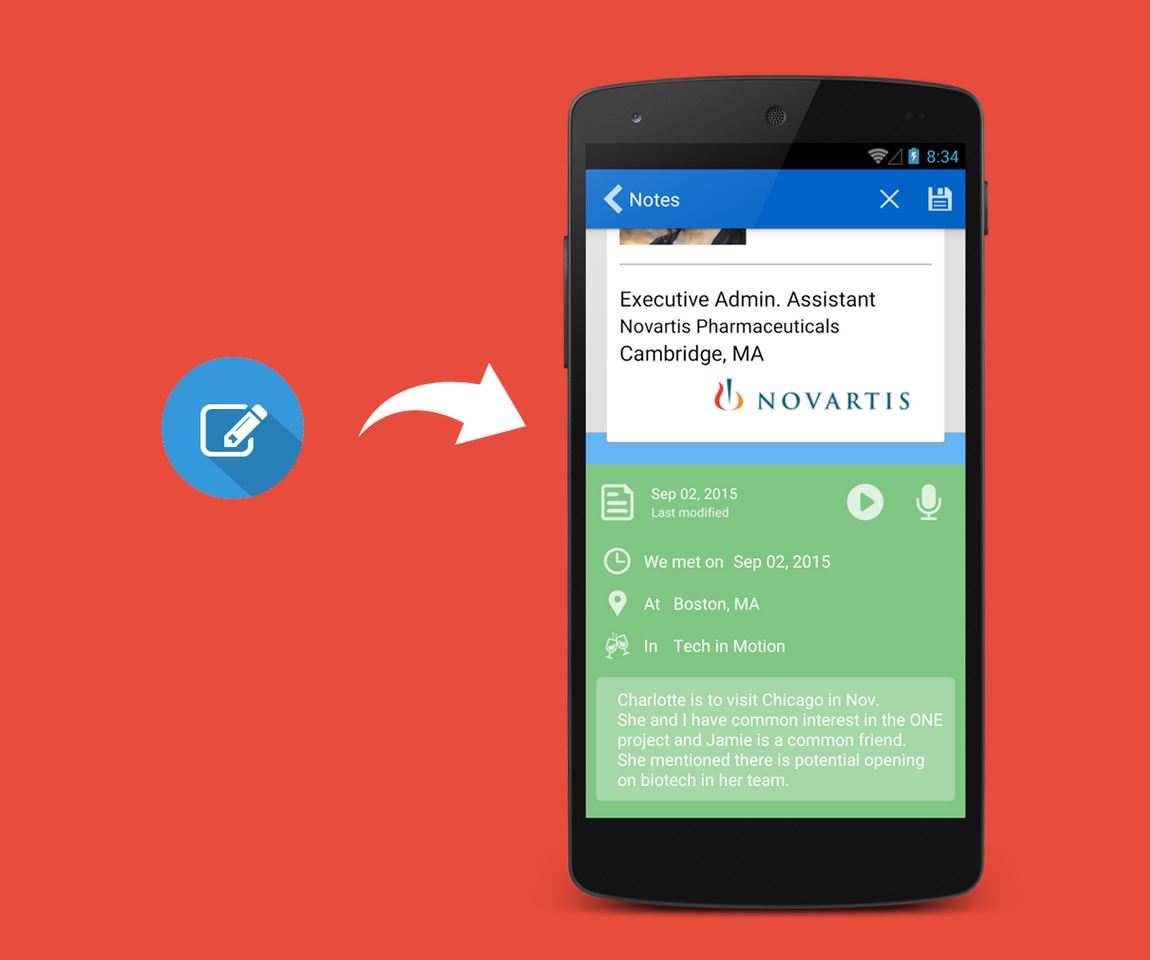 8:34
Notes
Executive Admin. Assistant
Novartis Pharmaceuticals
Cambridge, MA
NOVARTIS
Sep 02, 2015
Last modified
We met on Sep 02, 2015
At Boston, MA
In Tech in Motion
Charlotte is to visit Chicago in Nov.
She and I have common interest in the ONE
project and Jamie is a common friend.
She mentioned there is potential opening
on biotech in her team.